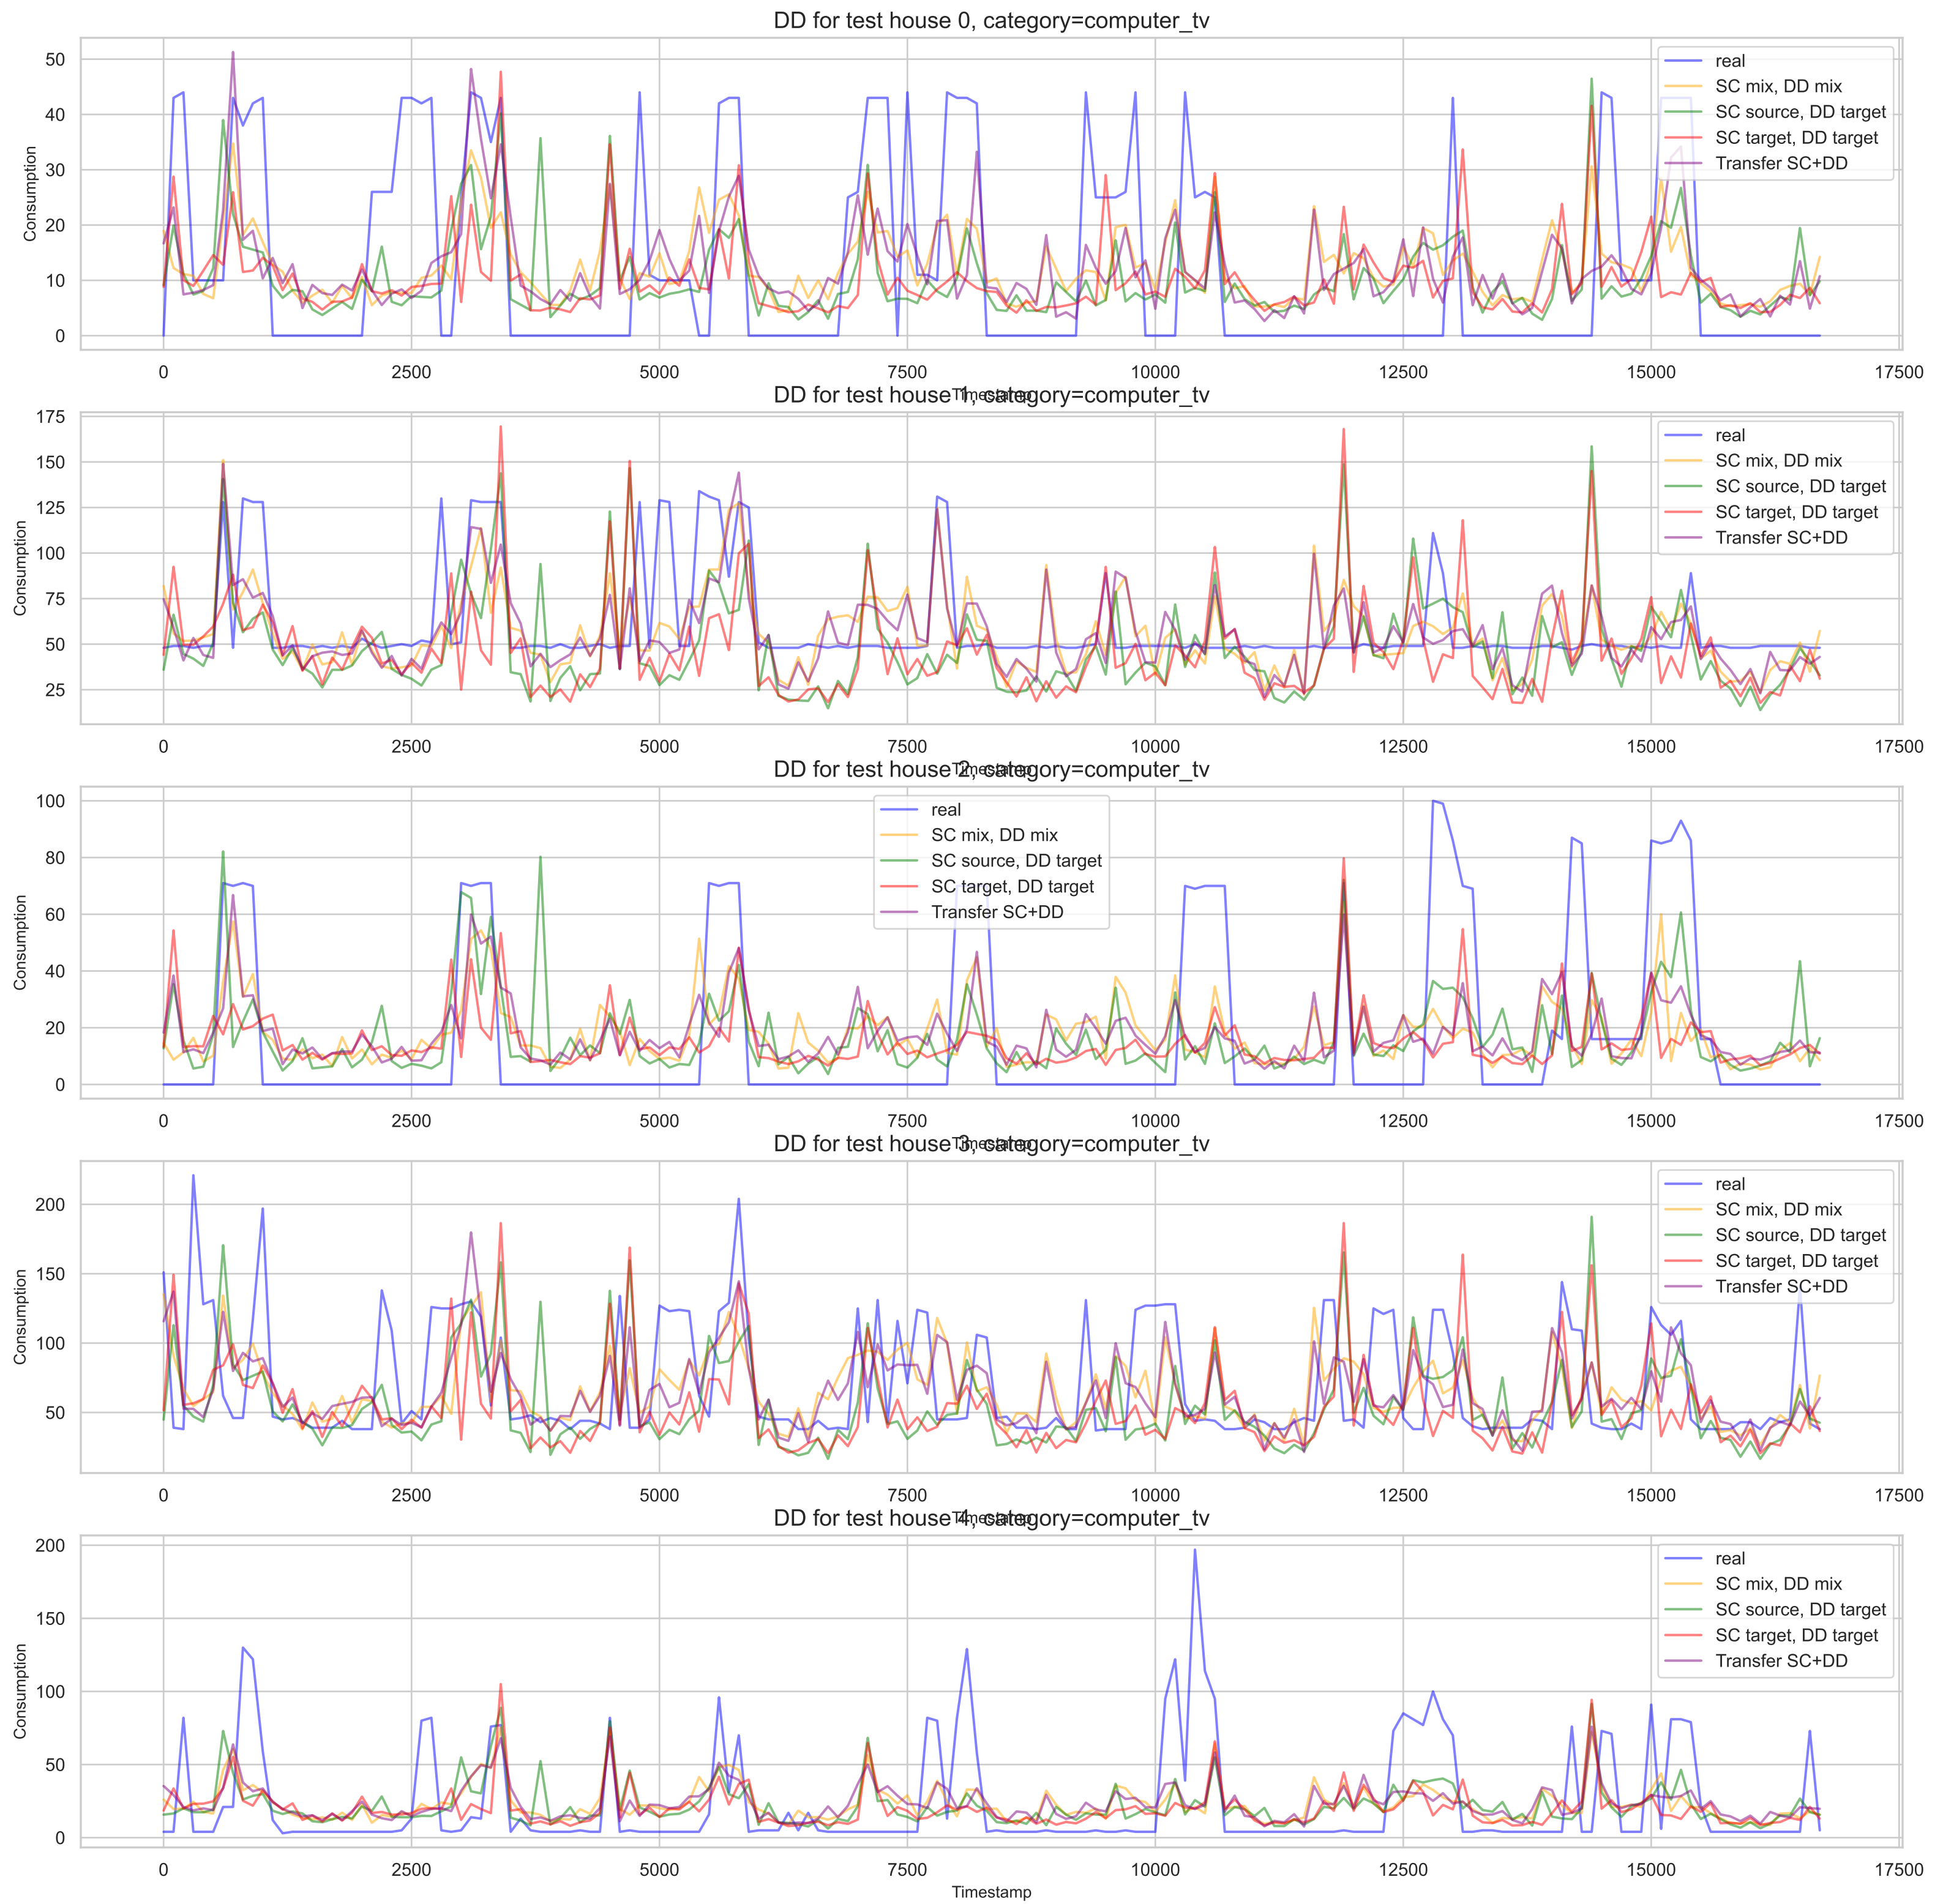 DD for test house 0, category=computer_tv
50
40
30
20
10
0
Consumption
real
SC mix, DD mix
SC source, DD target
SC target, DD target
Transfer SC+DD
0 2500 5000 7500 10000 12500 15000 17500
Timestamp
DD for test house 1, category=computer_tv
175
150
125
100
75
50
25
Consumption
real
SC mix, DD mix
SC source, DD target
SC target, DD target
Transfer SC+DD
0 2500 5000 7500 10000 12500 15000 17500
Timestamp
DD for test house 2, category=computer_tv
100
80
60
40
20
0
Consumption
real
SC mix, DD mix
SC source, DD target
SC target, DD target
Transfer SC+DD
0 2500 5000 7500 10000 12500 15000 17500
Timestamp
DD for test house 3, category=computer_tv
200
150
100
50
Consumption
real
SC mix, DD mix
SC source, DD target
SC target, DD target
Transfer SC+DD
0 2500 5000 7500 10000 12500 15000 17500
Timestamp
DD for test house 4, category=computer_tv
200
150
100
50
0
Consumption
real
SC mix, DD mix
SC source, DD target
SC target, DD target
Transfer SC+DD
0 2500 5000 7500 10000 12500 15000 17500
Timestamp